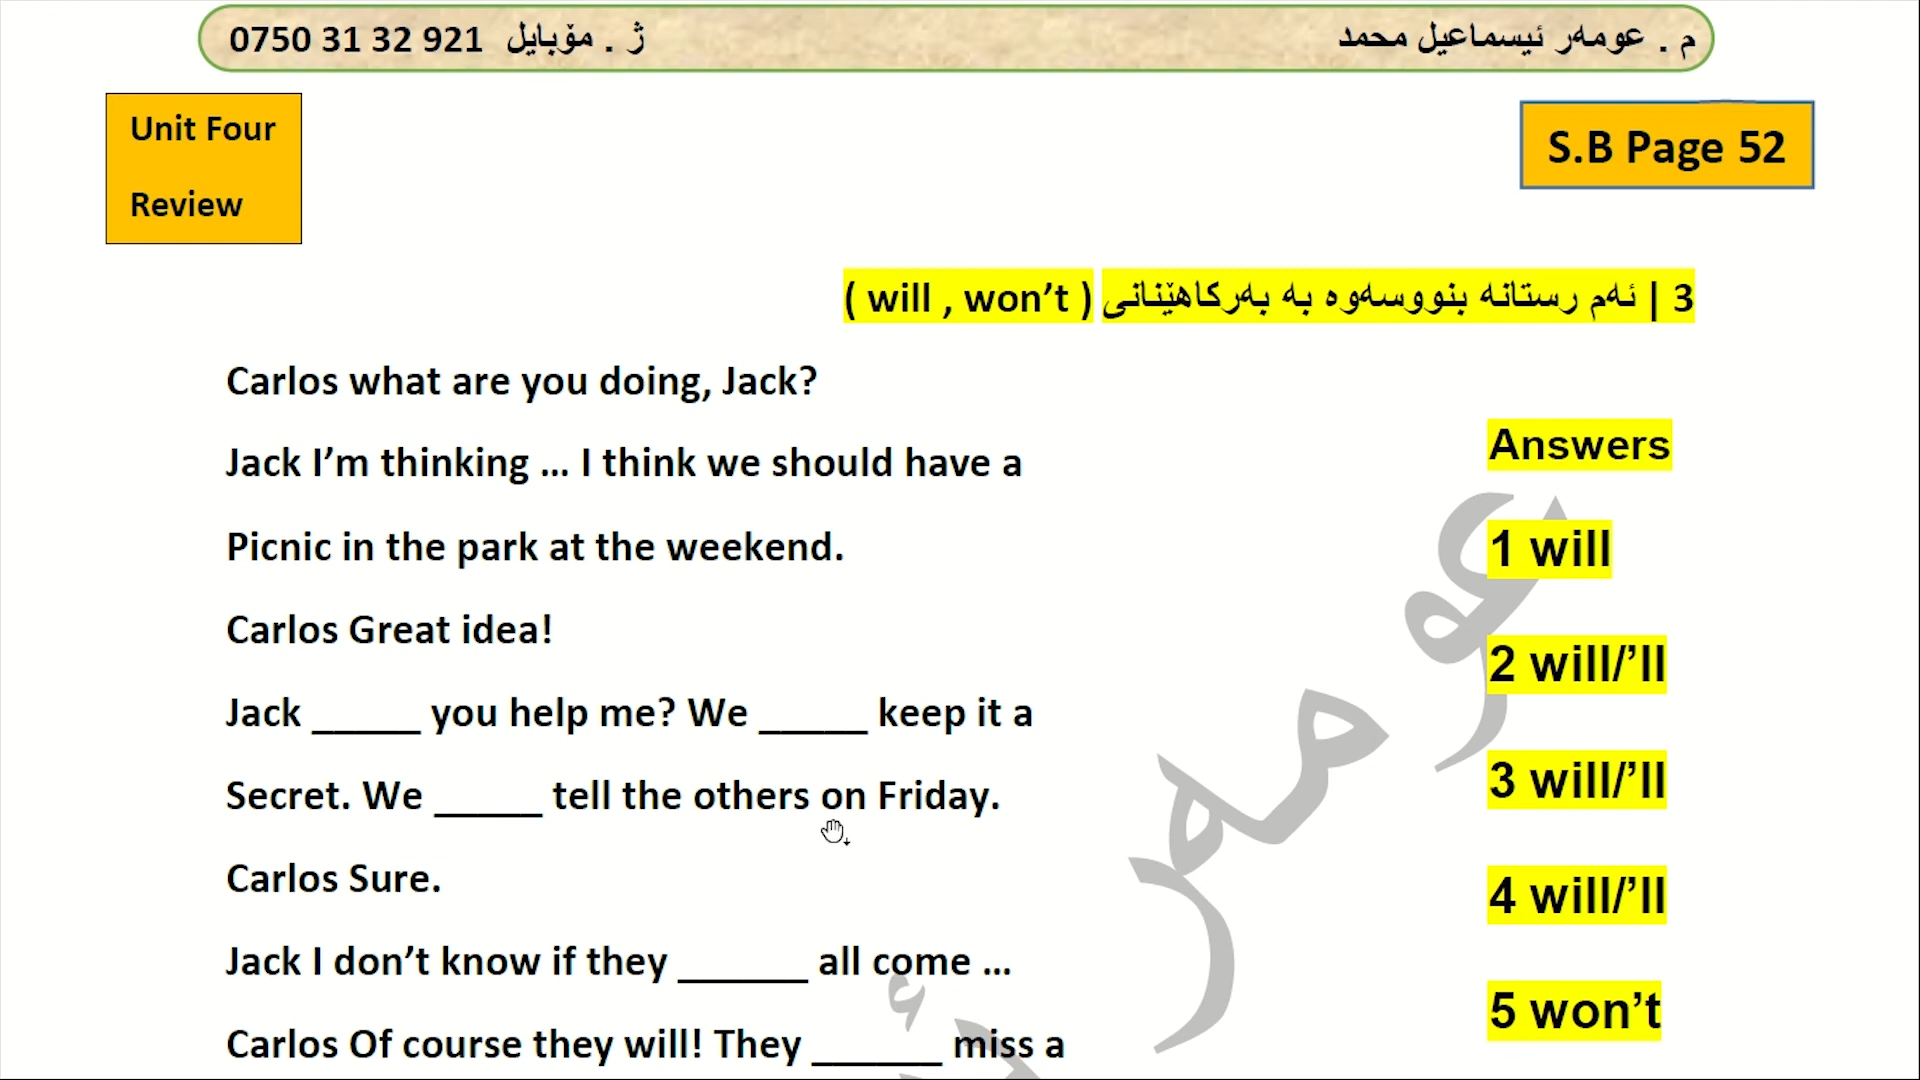 م . عومەر ئیسماعیل محمد
ژ . مۆبایل 0750 31 32 921
Unit Four
Review
S.B Page 52
3 | ئەم رستانە بنووسەوە بە بەركاهێنانی ( will , won’t )
Carlos what are you doing, Jack?
Jack I’m thinking … I think we should have a
Picnic in the park at the weekend.
Carlos Great idea!
Jack _____ you help me? We _____ keep it a
Secret. We _____ tell the others on Friday.
Carlos Sure.
Jack I don’t know if they ______ all come …
Carlos Of course they will! They ______ miss a
Answers
1 will
2 will/’ll
3 will/’ll
4 will/’ll
5 won’t
عومەر